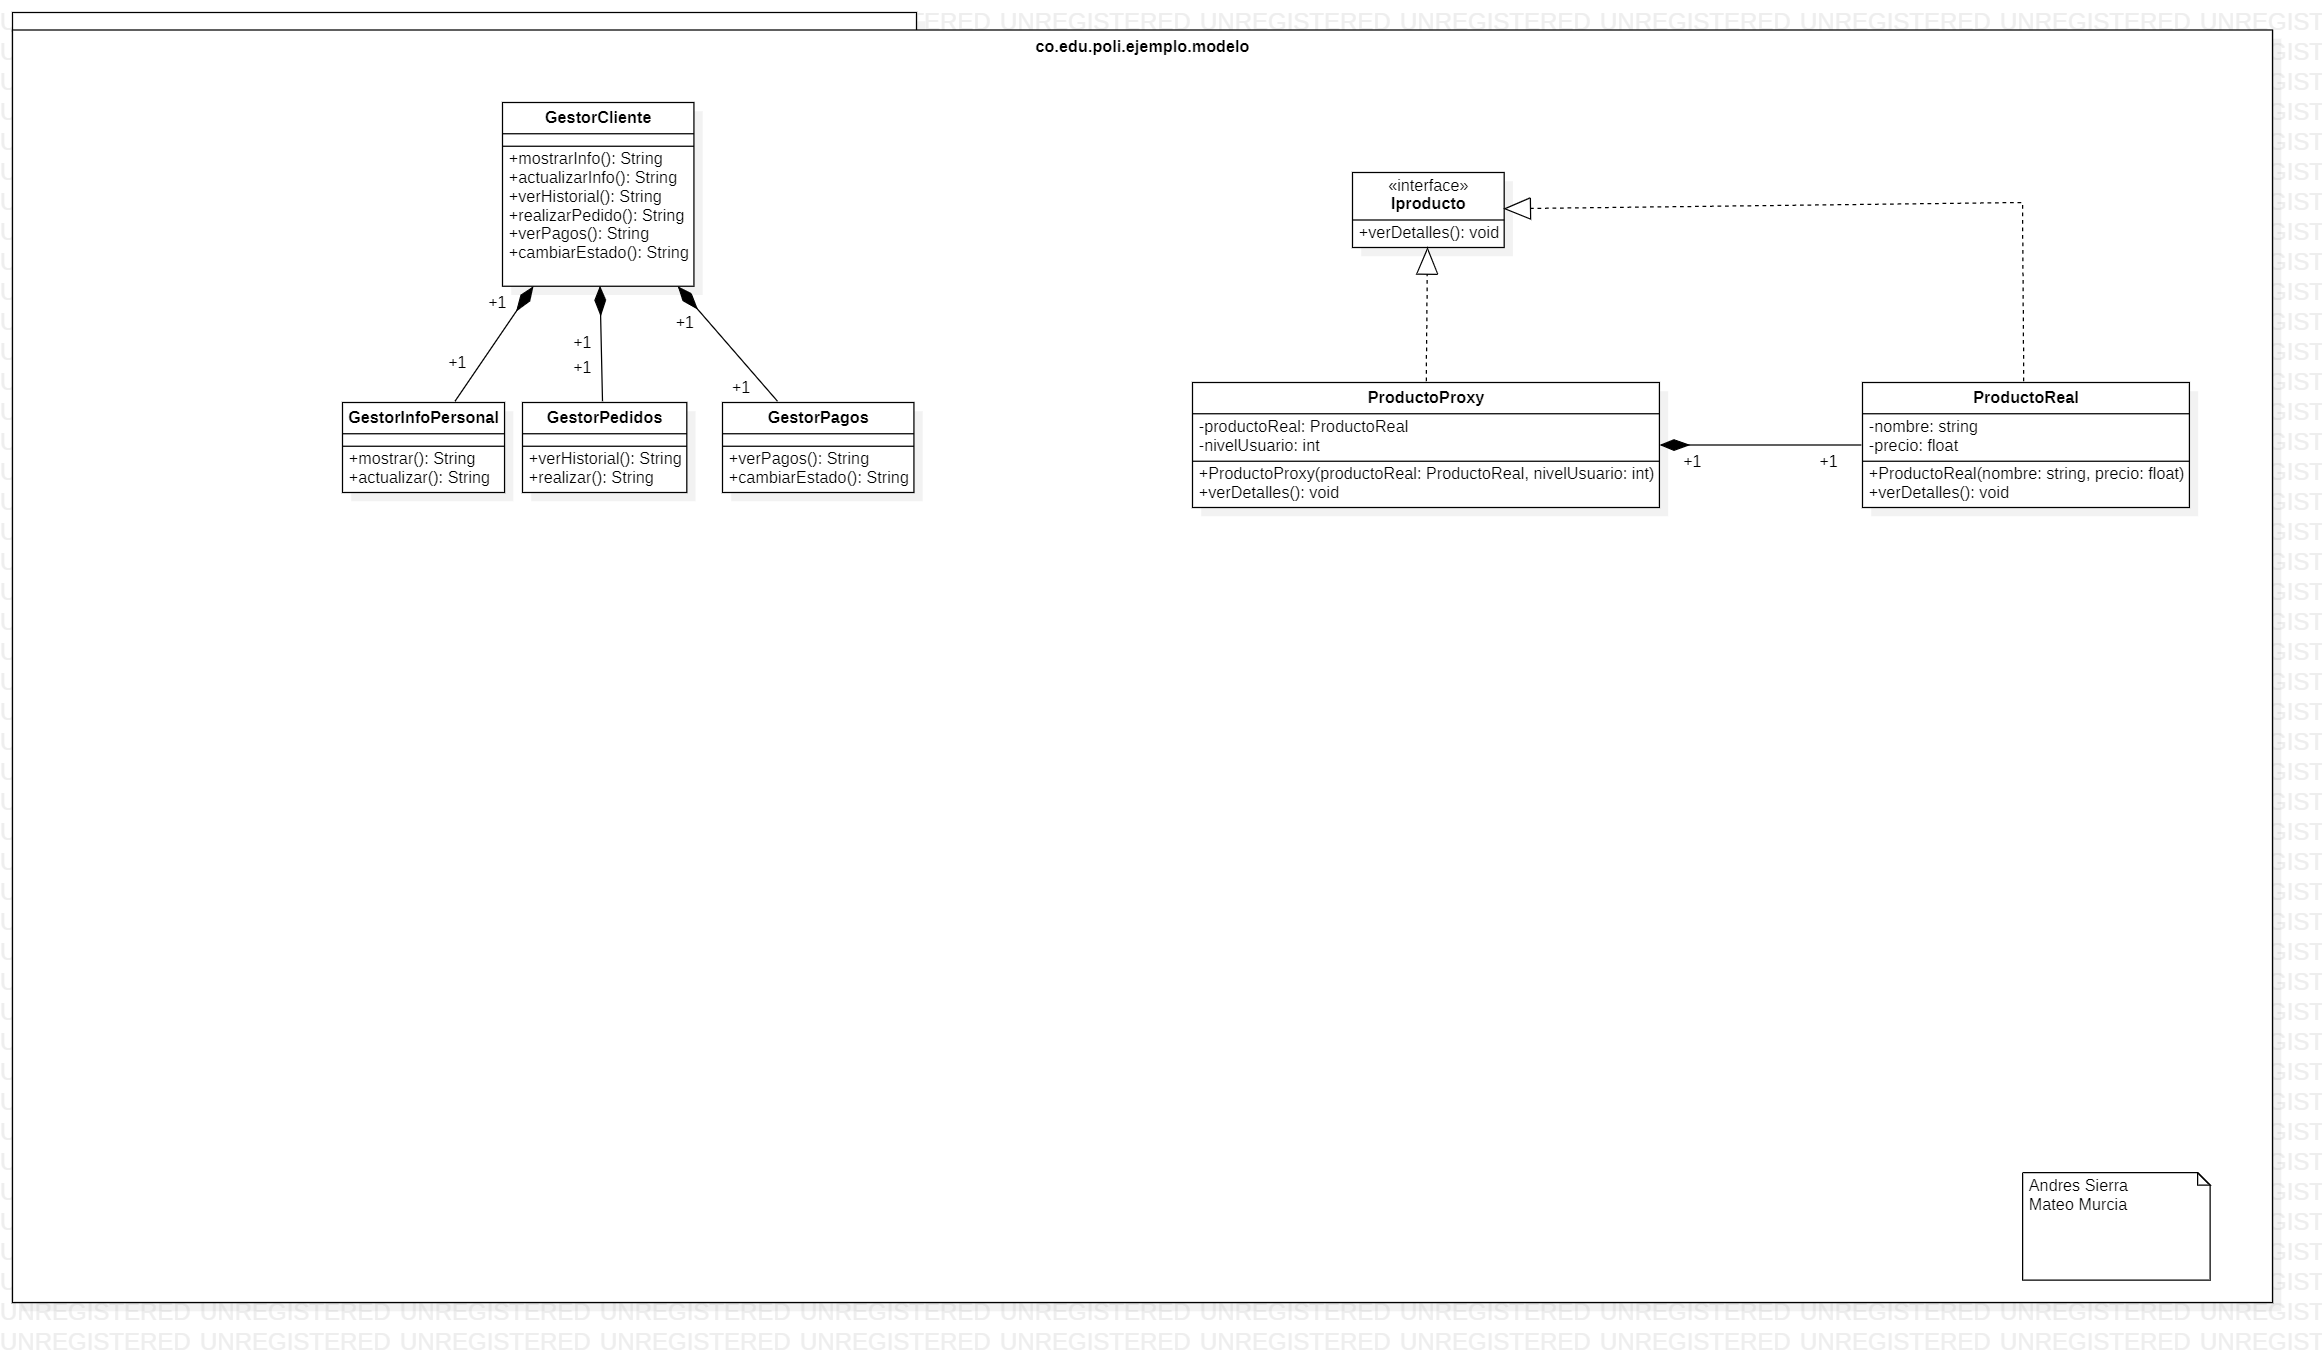 co.edu.poli.ejemplo.modelo
GestorCliente
+mostrarInfo(): String
+actualizarInfo(): String
+verHistorial(): String
+realizarPedido(): String
+verPagos(): String
+cambiarEstado(): String
+1
+1
+1
+1
+1
+1
GestorInfoPersonal
+mostrar(): String
+actualizar(): String
GestorPedidos
+verHistorial(): String
+realizar(): String
GestorPagos
+verPagos(): String
+cambiarEstado(): String
«interface»
Iproducto
+verDetalles(): void
ProductoProxy
-productoReal: ProductoReal
-nivelUsuario: int
+ProductoProxy(productoReal: ProductoReal, nivelUsuario: int)
+verDetalles(): void
+1
+1
ProductoReal
-nombre: string
-precio: float
+ProductoReal(nombre: string, precio: float)
+verDetalles(): void
Andres Sierra
Mateo Murcia
UNREGISTERED UNREGISTERED UNREGISTERED UNREGISTERED UNREGISTERED UNREGISTERED UNREGISTERED UNREGISTERED UNREGISTERED UNREGISTERED UNREGISTERED UNREGIST
UNREGISTERED UNREGISTERED UNREGISTERED UNREGISTERED UNREGISTERED UNREGISTERED UNREGISTERED UNREGISTERED UNREGISTERED UNREGISTERED UNREGISTERED UNREGIST